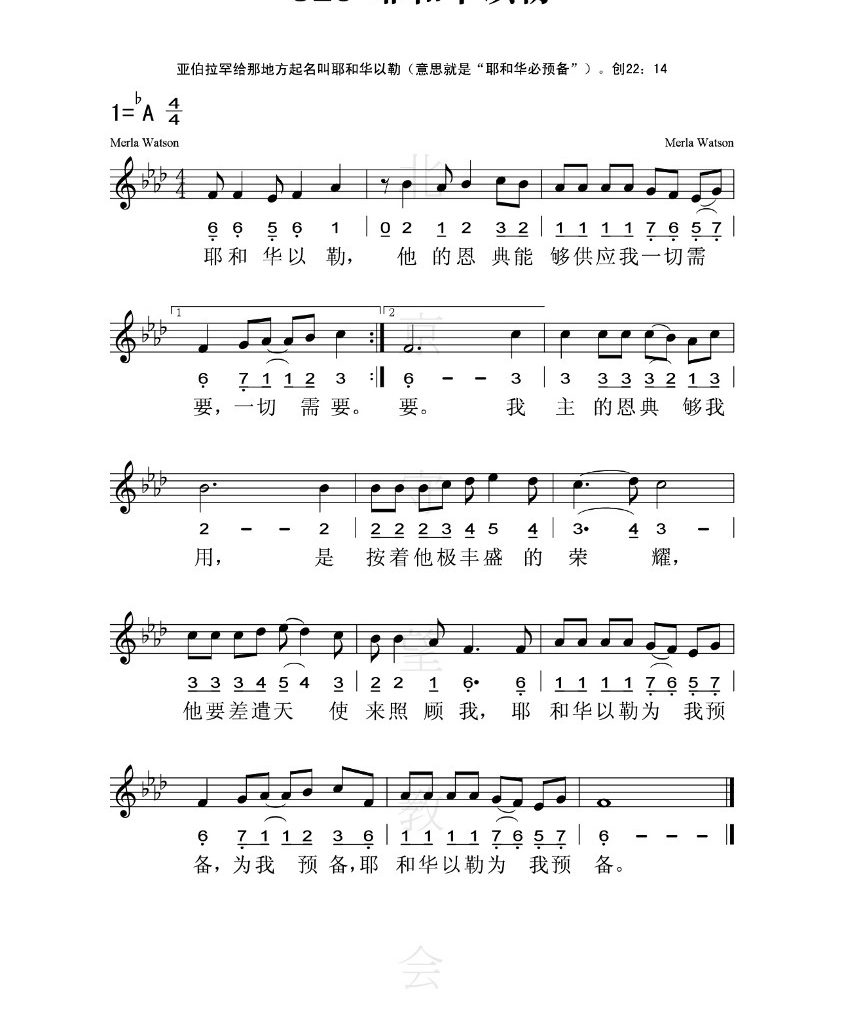 亚伯拉罕给那地方起名叫耶和华以勒（意思就是“耶和华必预备”）。创22：14
1=♭A 4/4
Merla Watson Merla Watson
6 6 5 6 1 | 0 2 1 2 3 2 | 1 1 1 1 7 6 5 7 |
耶和 华以 勒， 他 的恩 典能 够供应我一切需
1 2
6 7 1 1 2 3 :| 6 - - 3 | 3 3 3 3 2 1 3 |
要，一切 需要。要。 我 主 的恩典 够我
2 - - 2 | 2 2 2 3 4 5 4 | 3· 4 3 - |
用， 是 按着他极丰盛 的 荣 耀，
3 3 3 4 5 4 3 | 2 2 1 6· 6 | 1 1 1 1 7 6 5 7 |
他要差遣天 使 来照 顾 我， 耶 和华以勒为 我预
6 7 1 1 2 3 6 | 1 1 1 1 7 6 5 7 | 6 - - - |
备，为我 预 备，耶 和华以勒为 我预 备。
北
京
守
望
教
会